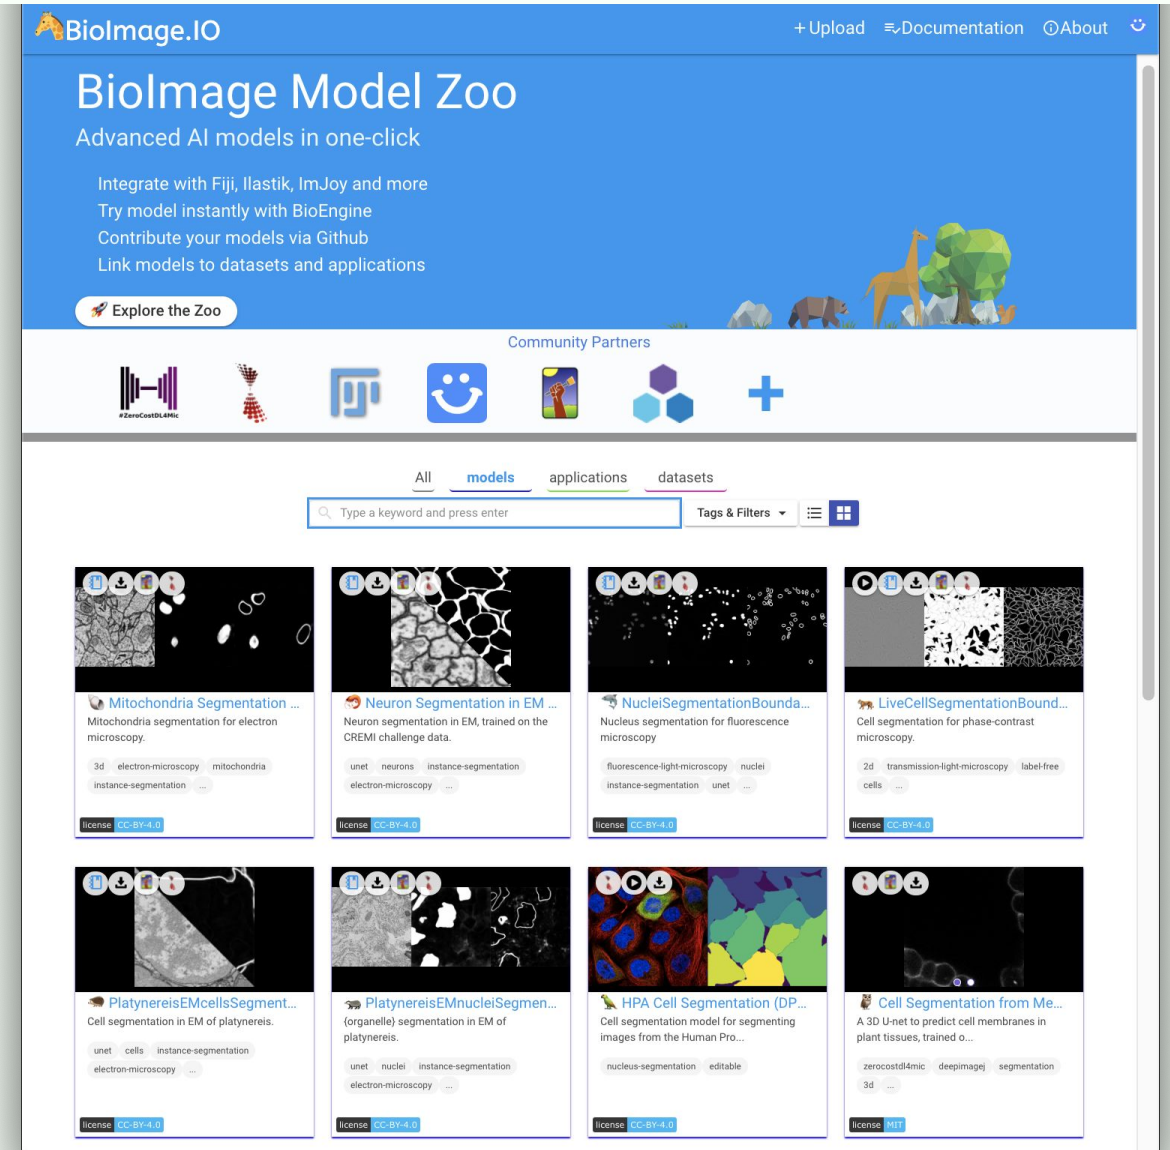 BioImage.IO
+Upload
Documentation
About
BioImage Model Zoo
Advanced AI models in one-click
Integrate with Fiji, Ilastik, ImJoy and more
Try model instantly with BioEngine
Contribute your models via Github
Link models to datasets and applications
Explore the Zoo
Community Partners
#ZeroCostDL4Mic
All models applications datasets
Type a keyword and press enter
Tags & Filters
Mitochondria Segmentation ...
Mitochondria segmentation for electron
microscopy.
3d electron-microscopy mitochondria
instance-segmentation ...
license CC-BY-4.0
Neuron Segmentation in EM ...
Neuron segmentation in EM, trained on the
CREMI challenge data.
unet neurons instance-segmentation
electron-microscopy ...
license CC-BY-4.0
NucleiSegmentationBounda...
Nucleus segmentation for fluorescence
microscopy
fluorescence-light-microscopy nuclei
instance-segmentation unet ...
license CC-BY-4.0
LiveCellSegmentationBound...
Cell segmentation for phase-contrast
microscopy.
2d transmission-light-microscopy label-free
cells ...
license CC-BY-4.0
PlatynereisEMcellsSegment...
Cell segmentation in EM of platynereis.
unet cells instance-segmentation
electron-microscopy ...
license CC-BY-4.0
PlatynereisEMnucleiSegmen...
{organelle} segmentation in EM of
platynereis.
unet nuclei instance-segmentation
electron-microscopy ...
license CC-BY-4.0
HPA Cell Segmentation (DP...
Cell segmentation model for segmenting
images from the Human Pro...
nucleus-segmentation editable
license CC-BY-4.0
Cell Segmentation from Me...
A 3D U-net to predict cell membranes in
plant tissues, trained o...
zerocostdl4mic deepimagej segmentation
3d ...
license MIT